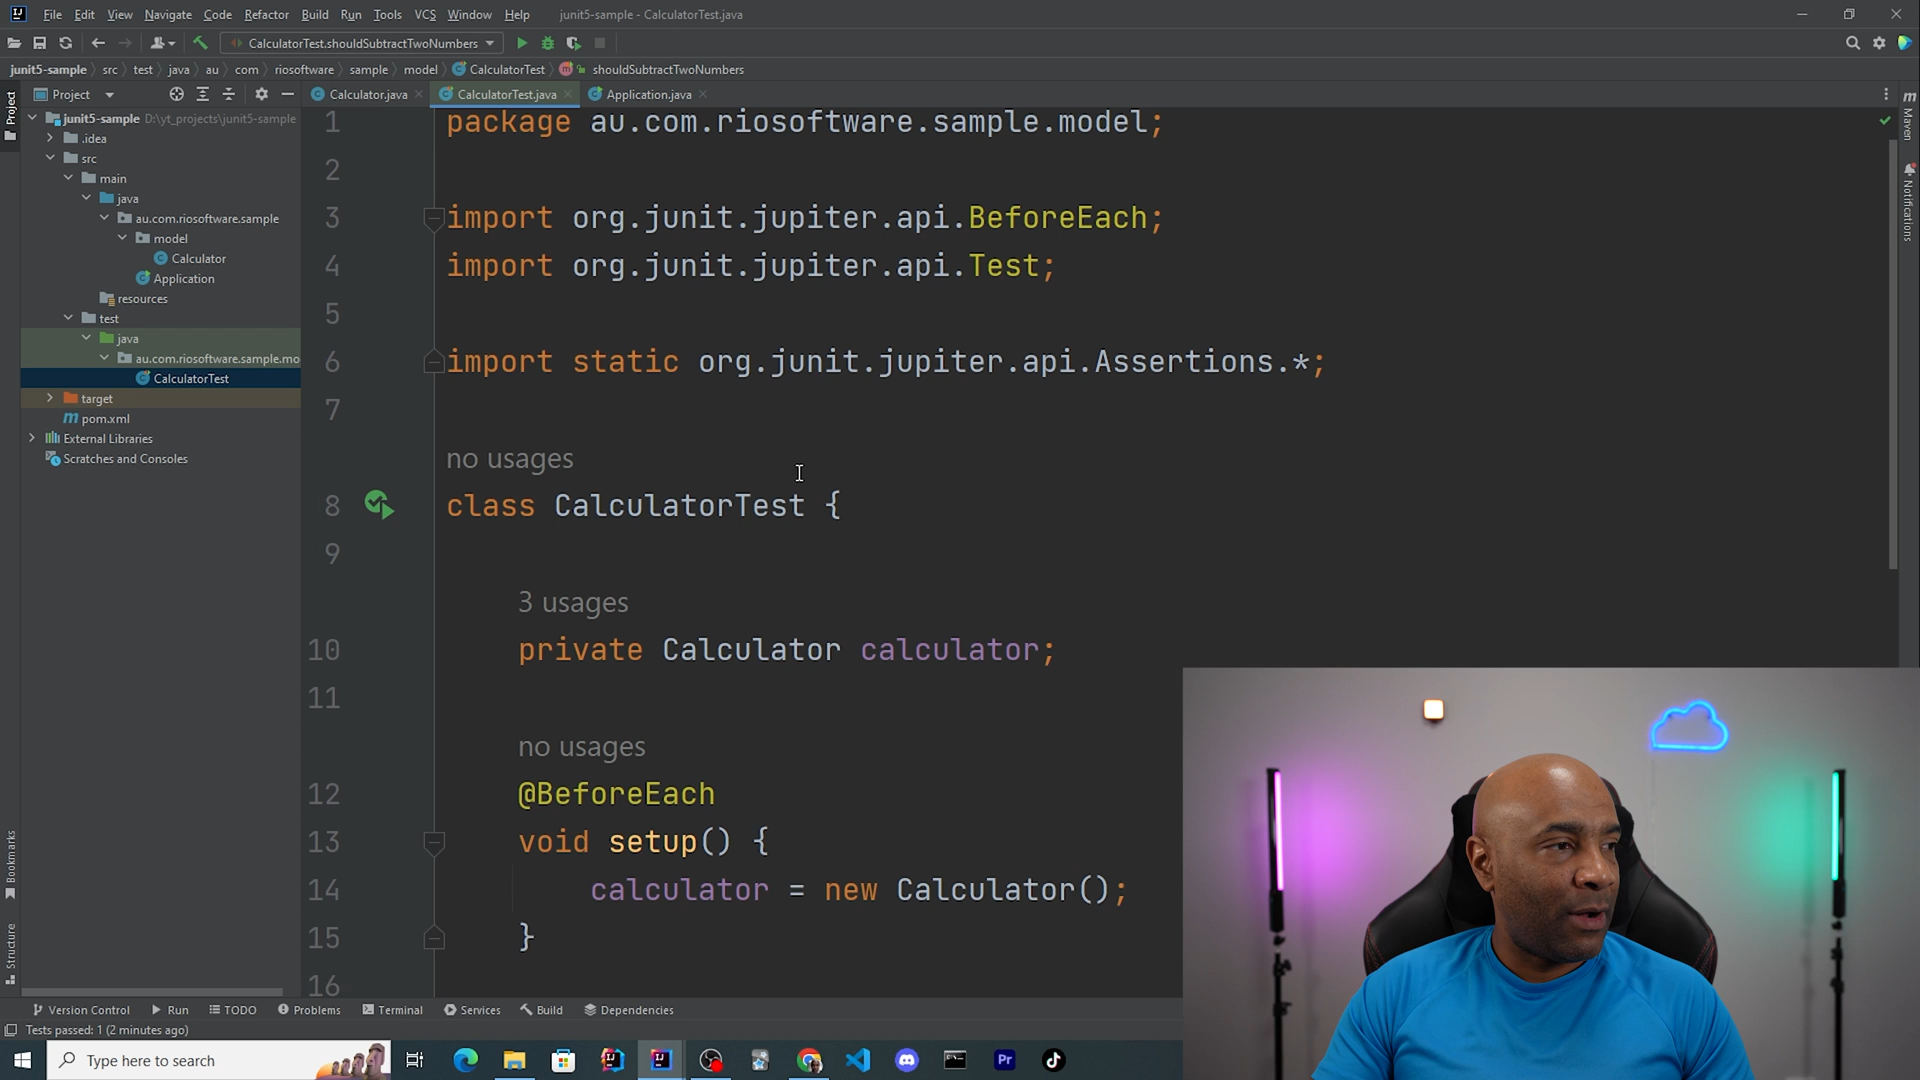 File Edit View Navigate Code Refactor Build Run Tools VCS Window Help junit5-sample - CalculatorTest.java
CalculatorTest.shouldSubtractTwoNumbers
junit5-sample src test java au com riosoftware sample model CalculatorTest shouldSubtractTwoNumbers
Project
Calculator.java CalculatorTest.java Application.java
junit5-sample D:\yt_projects\junit5-sample
.idea
src
main
java
au.com.riosoftware.sample
model
Calculator
Application
resources
test
java
au.com.riosoftware.sample.mo
CalculatorTest
target
pom.xml
External Libraries
Scratches and Consoles
Project
Bookmarks
Structure
1 package au.com.riosoftware.sample.model;
2
3 import org.junit.jupiter.api.BeforeEach;
4 import org.junit.jupiter.api.Test;
5
6 import static org.junit.jupiter.api.Assertions.*;
7
no usages
8 class CalculatorTest {
9
3 usages
10 private Calculator calculator;
11
no usages
12 @BeforeEach
13 void setup() {
14 calculator = new Calculator();
15 }
16
Maven
Notifications
Version Control Run TODO Problems Terminal Services Build Dependencies
Tests passed: 1 (2 minutes ago)
Type here to search
Pr